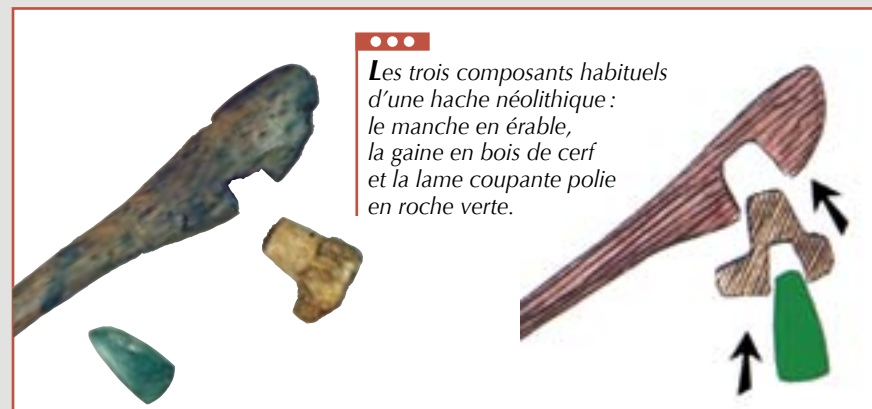 Les trois composants habituels
d'une hache néolithique :
le manche en érable,
la gaine en bois de cerf
et la lame coupante polie
en roche verte.